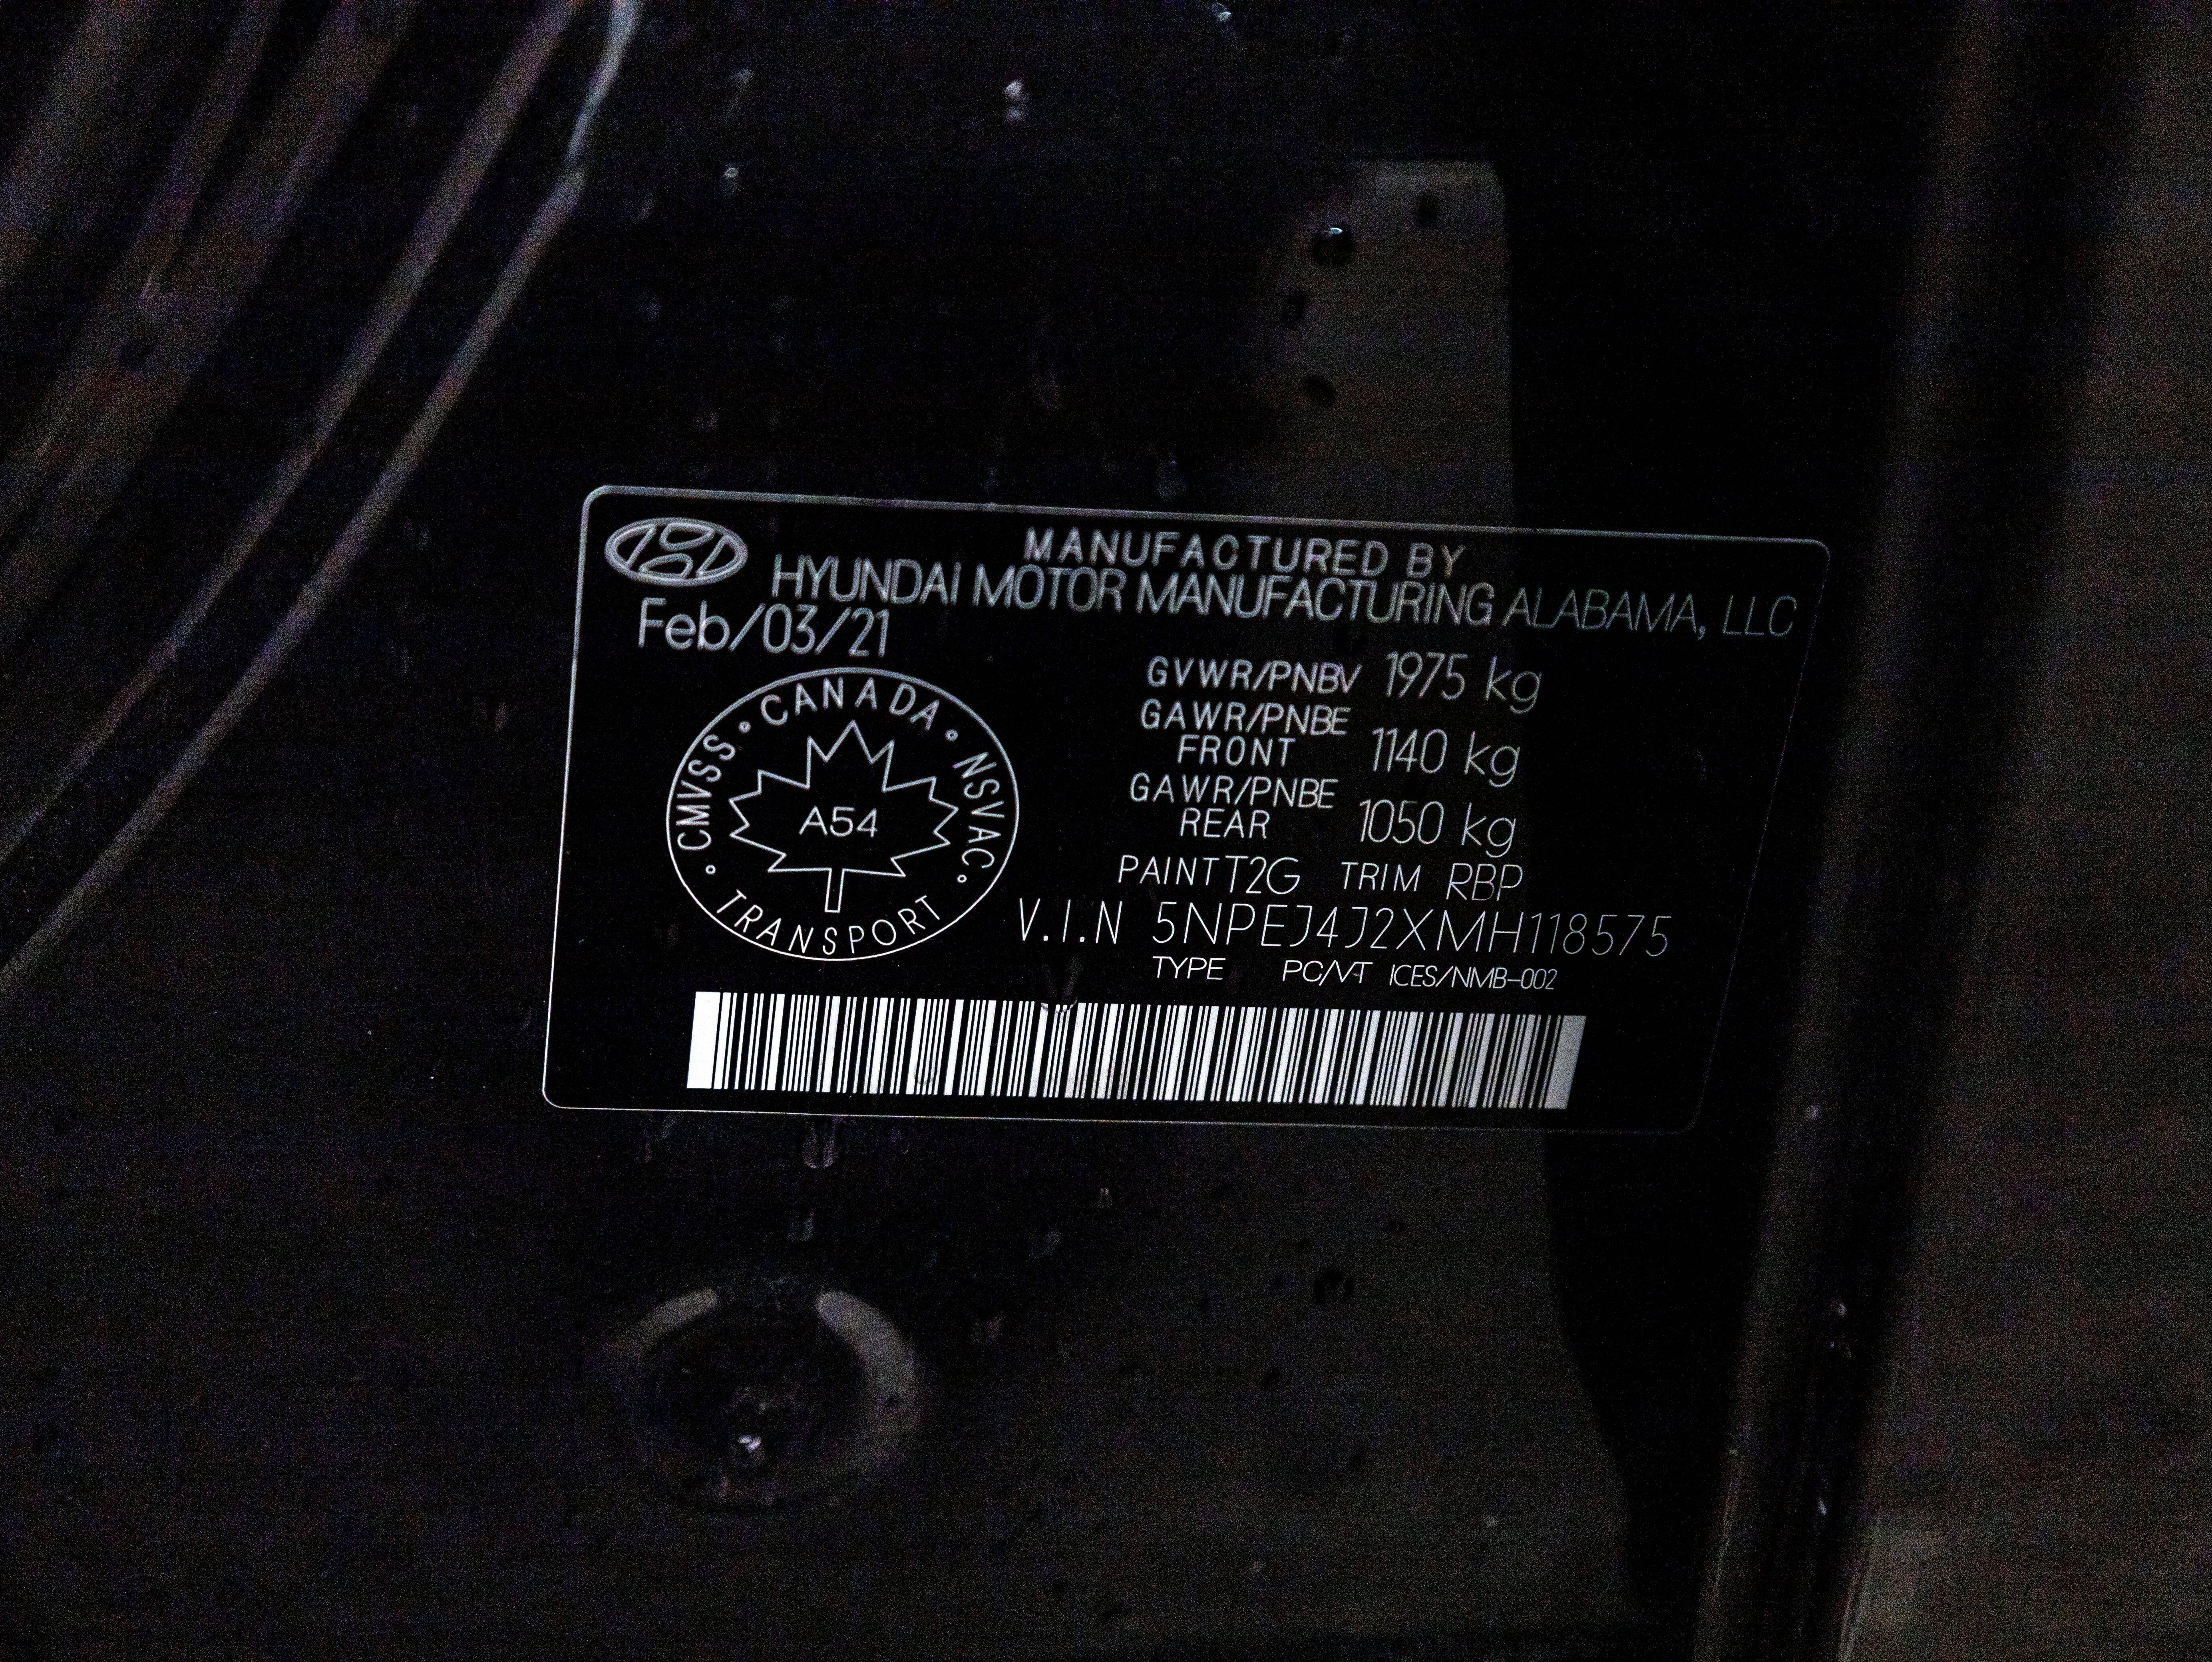 MANUFACTURED BY
HYUNDAI MOTOR MANUFACTURING ALABAMA, LLC
Feb/03/21
GVWR/PNBV 1975 kg
GAWR/PNBE
FRONT 1140 kg
GAWR/PNBE
REAR 1050 kg
CANADA
CMVSS
NSVAC
A54
TRANSPORT
PAINT T2G TRIM RBP
V.I.N 5NPEJ4J2XMH118575
TYPE PC/VT ICES/NMB-002